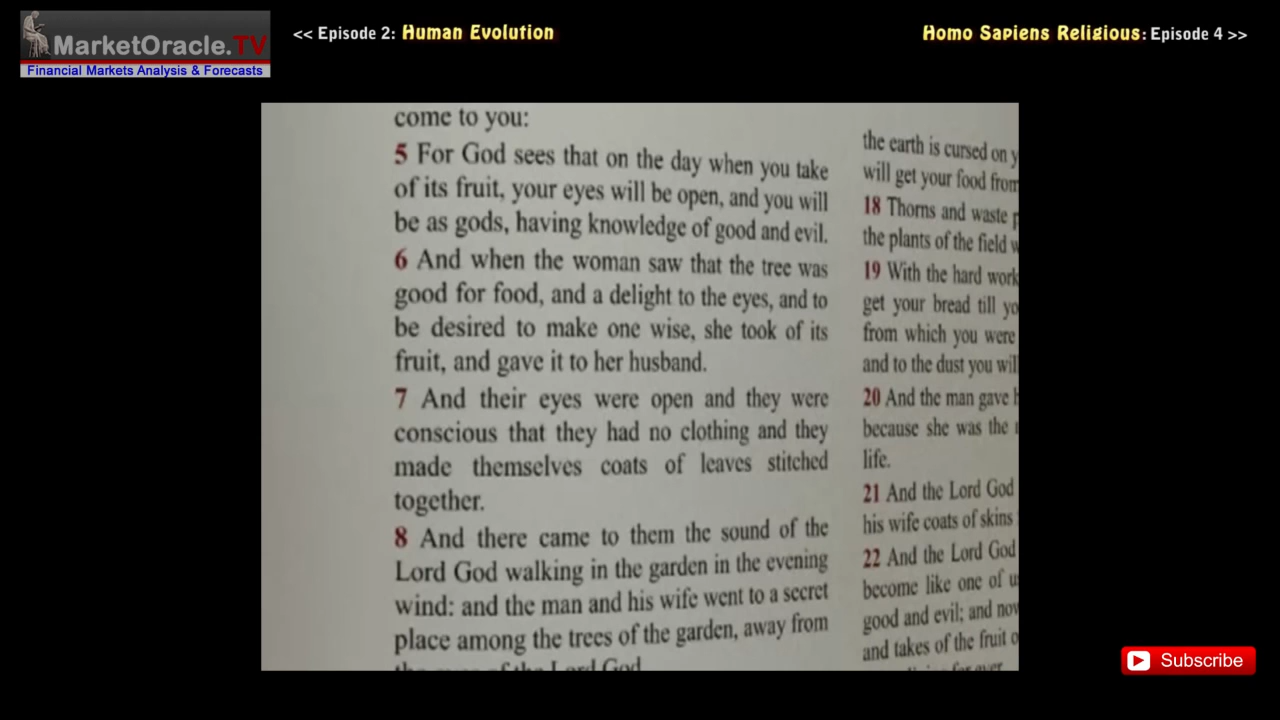 MarketOracle.TV
Financial Markets Analysis & Forecasts
<< Episode 2: Human Evolution
Homo Sapiens Religious: Episode 4 >>
come to you:
5 For God sees that on the day when you take
of its fruit, your eyes will be open, and you will
be as gods, having knowledge of good and evil.
6 And when the woman saw that the tree was
good for food, and a delight to the eyes, and to
be desired to make one wise, she took of its
fruit, and gave it to her husband.
7 And their eyes were open and they were
conscious that they had no clothing and they
made themselves coats of leaves stitched
together.
8 And there came to them the sound of the
Lord God walking in the garden in the evening
wind: and the man and his wife went to a secret
place among the trees of the garden, away from
of the Lord God
the earth is cursed on
will get your food from
18 Thorns and waste
the plants of the field
19 With the hard work
get your bread till
from which you were
and to the dust you
20 And the man gave
because she was the
life.
21 And the Lord God
his wife coats of skins
22 And the Lord God
become like one of
good and evil; and
and takes of the fruit
for ever
Subscribe